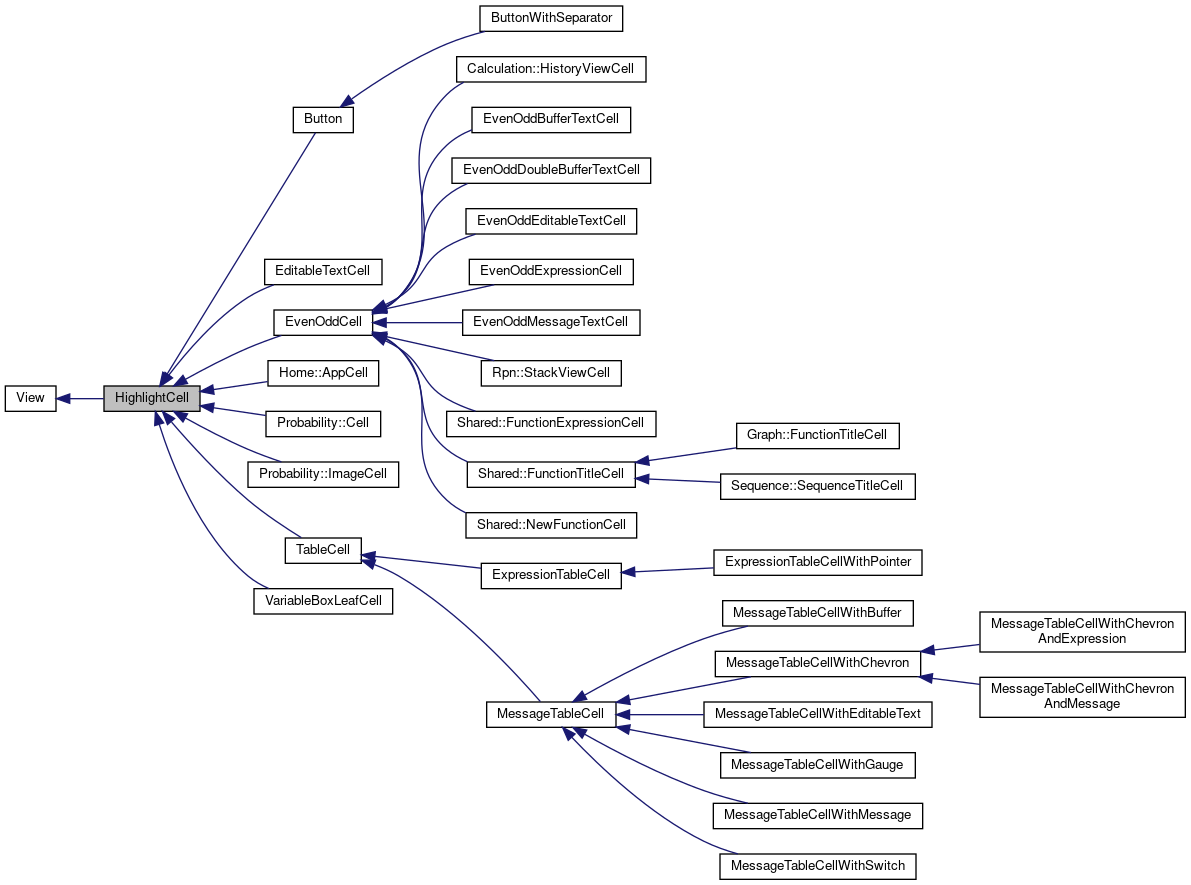 ButtonWithSeparator
Calculation::HistoryViewCell
Button
EvenOddBufferTextCell
EvenOddDoubleBufferTextCell
EvenOddEditableTextCell
EditableTextCell
EvenOddExpressionCell
EvenOddCell
EvenOddMessageTextCell
Home::AppCell
Rpn::StackViewCell
View
HighlightCell
Probability::Cell
Shared::FunctionExpressionCell
Graph::FunctionTitleCell
Probability::ImageCell
Shared::FunctionTitleCell
Sequence::SequenceTitleCell
Shared::NewFunctionCell
TableCell
ExpressionTableCell
ExpressionTableCellWithPointer
VariableBoxLeafCell
MessageTableCellWithBuffer
MessageTableCellWithChevron
AndExpression
MessageTableCellWithChevron
MessageTableCellWithChevron
AndMessage
MessageTableCell
MessageTableCellWithEditableText
MessageTableCellWithGauge
MessageTableCellWithMessage
MessageTableCellWithSwitch